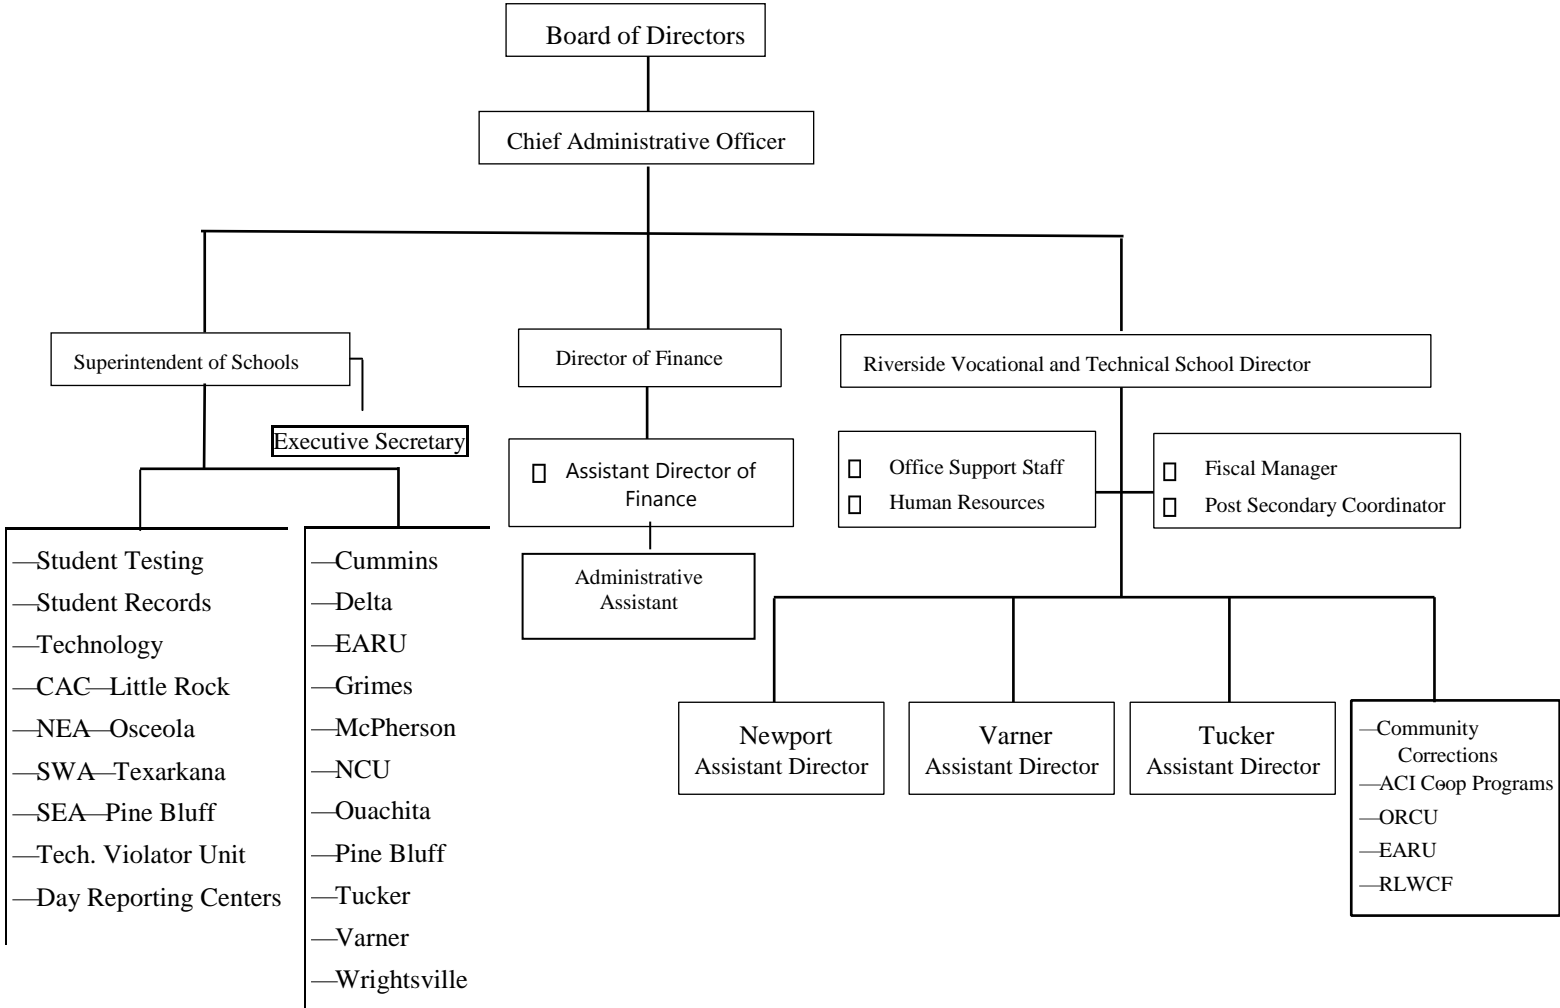 Board of Directors
Chief Administrative Officer
Superintendent of Schools
Executive Secretary
—Student Testing
—Student Records
—Technology
—CAC—Little Rock
—NEA—Osceola
—SWA—Texarkana
—SEA—Pine Bluff
—Tech. Violator Unit
—Day Reporting Centers
—Cummins
—Delta
—EARU
—Grimes
—McPherson
—NCU
—Ouachita
—Pine Bluff
—Tucker
—Varner
—Wrightsville
Director of Finance
Assistant Director of
Finance
Administrative
Assistant
Riverside Vocational and Technical School Director
Office Support Staff
Human Resources
Fiscal Manager
Post Secondary Coordinator
Newport
Assistant Director
Varner
Assistant Director
Tucker
Assistant Director
—Community
Corrections
—ACI Co-op Programs
—ORCU
—EARU
—RLWCF